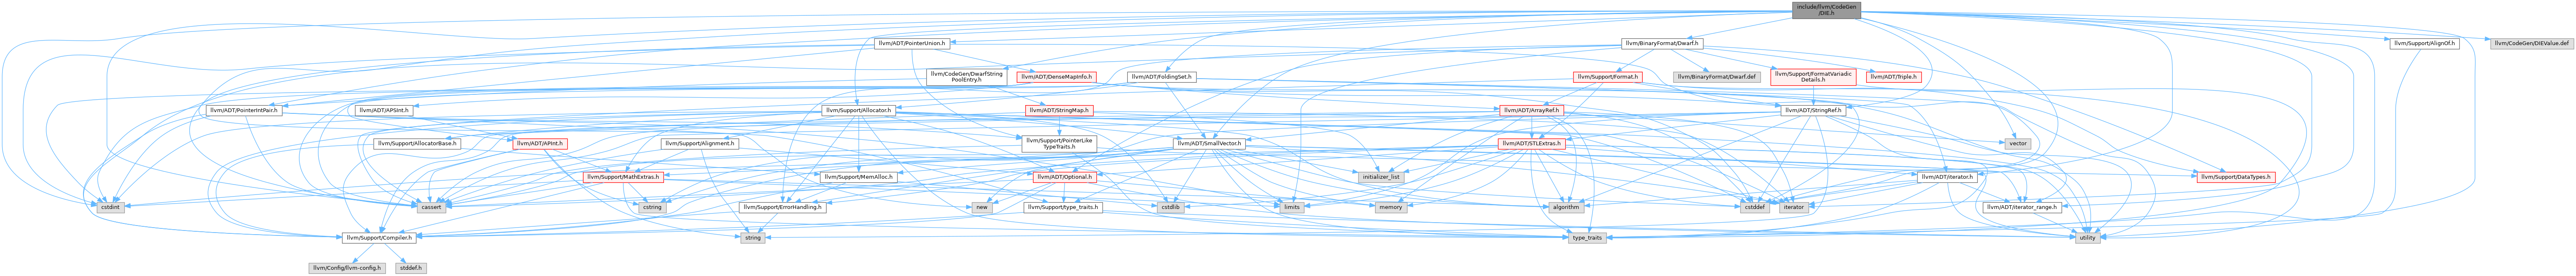 include/llvm/CodeGen
/DIE.h
llvm/ADT/PointerUnion.h
llvm/BinaryFormat/Dwarf.h
llvm/Support/AlignOf.h
llvm/CodeGen/DIEValue.def
llvm/CodeGen/DwarfString
PoolEntry.h
llvm/ADT/DenseMapInfo.h
llvm/ADT/FoldingSet.h
llvm/Support/Format.h
llvm/BinaryFormat/Dwarf.def
llvm/Support/FormatVariadic
Details.h
llvm/ADT/Triple.h
llvm/ADT/PointerIntPair.h
llvm/ADT/APSInt.h
llvm/Support/Allocator.h
llvm/ADT/StringMap.h
llvm/ADT/ArrayRef.h
llvm/ADT/StringRef.h
llvm/Support/AllocatorBase.h
llvm/ADT/APInt.h
llvm/Support/Alignment.h
llvm/Support/PointerLike
TypeTraits.h
llvm/ADT/SmallVector.h
llvm/ADT/STLExtras.h
vector
llvm/Support/MathExtras.h
llvm/Support/MemAlloc.h
llvm/ADT/Optional.h
initializer_list
llvm/ADT/iterator.h
llvm/Support/DataTypes.h
cstdint
cassert
cstring
llvm/Support/ErrorHandling.h
new
llvm/Support/type_traits.h
cstdlib
limits
memory
algorithm
cstddef
iterator
llvm/ADT/iterator_range.h
llvm/Support/Compiler.h
string
type_traits
utility
llvm/Config/llvm-config.h
stddef.h